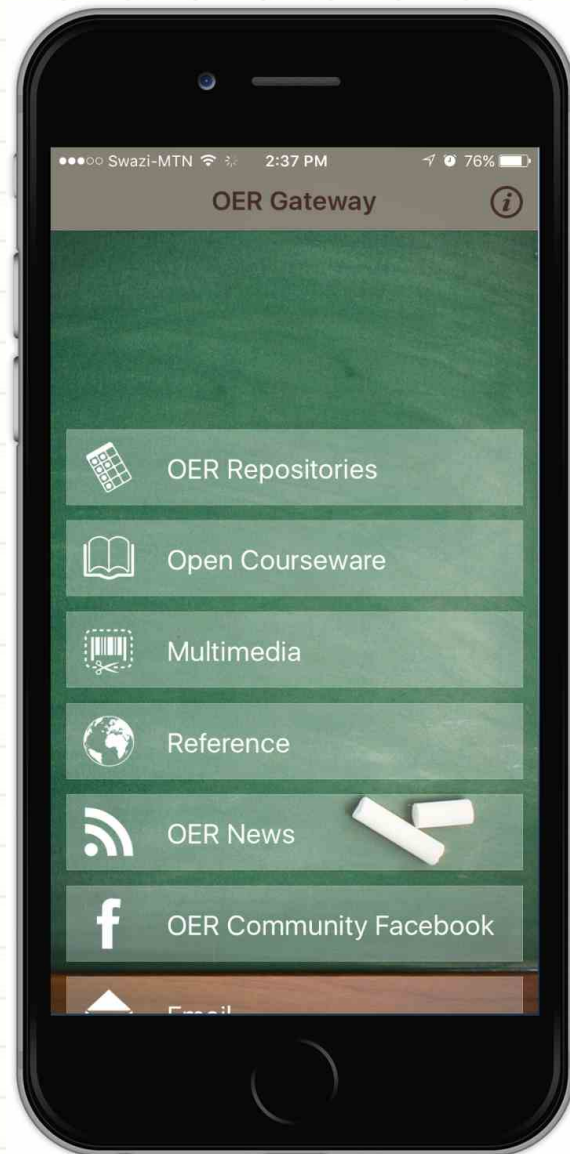 Swazi-MTN 2:37 PM 76%
OER Gateway
OER Repositories
Open Courseware
Multimedia
Reference
OER News
OER Community Facebook
Email